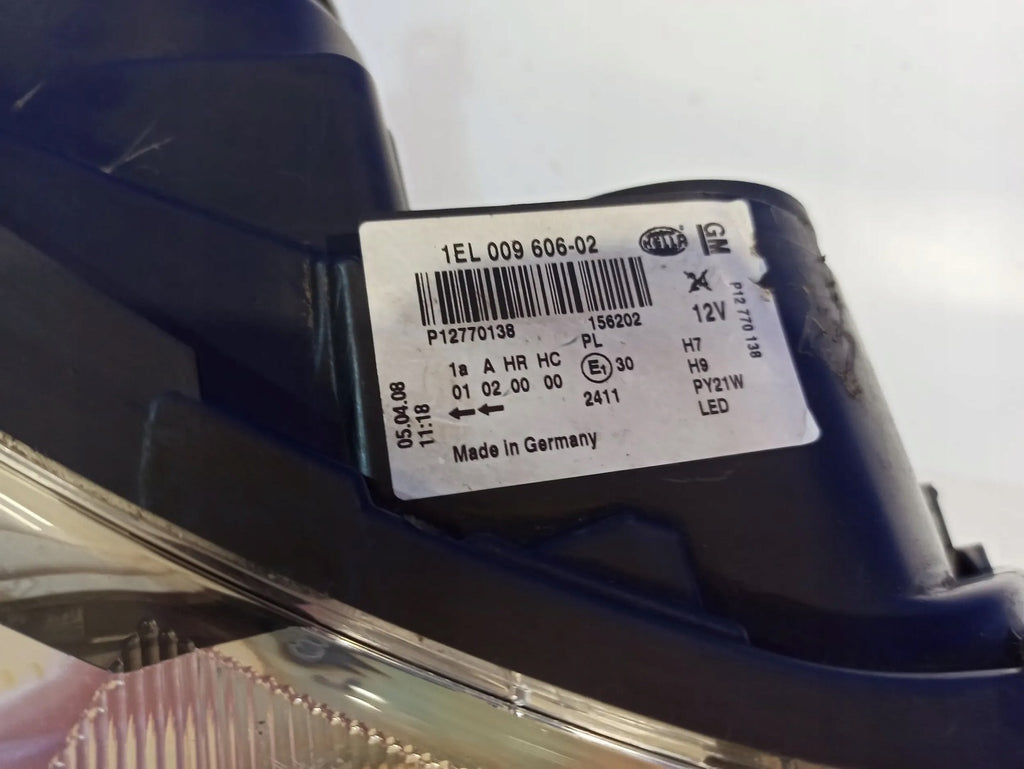 1EL 009 606-02
HELLA
GM
P12770138
156202
12V
P12 770 138
1a A HR HC
01 02 00 00
PL
E1 30
2411
H7
H9
PY21W
LED
05.04.08
11:18
Made in Germany